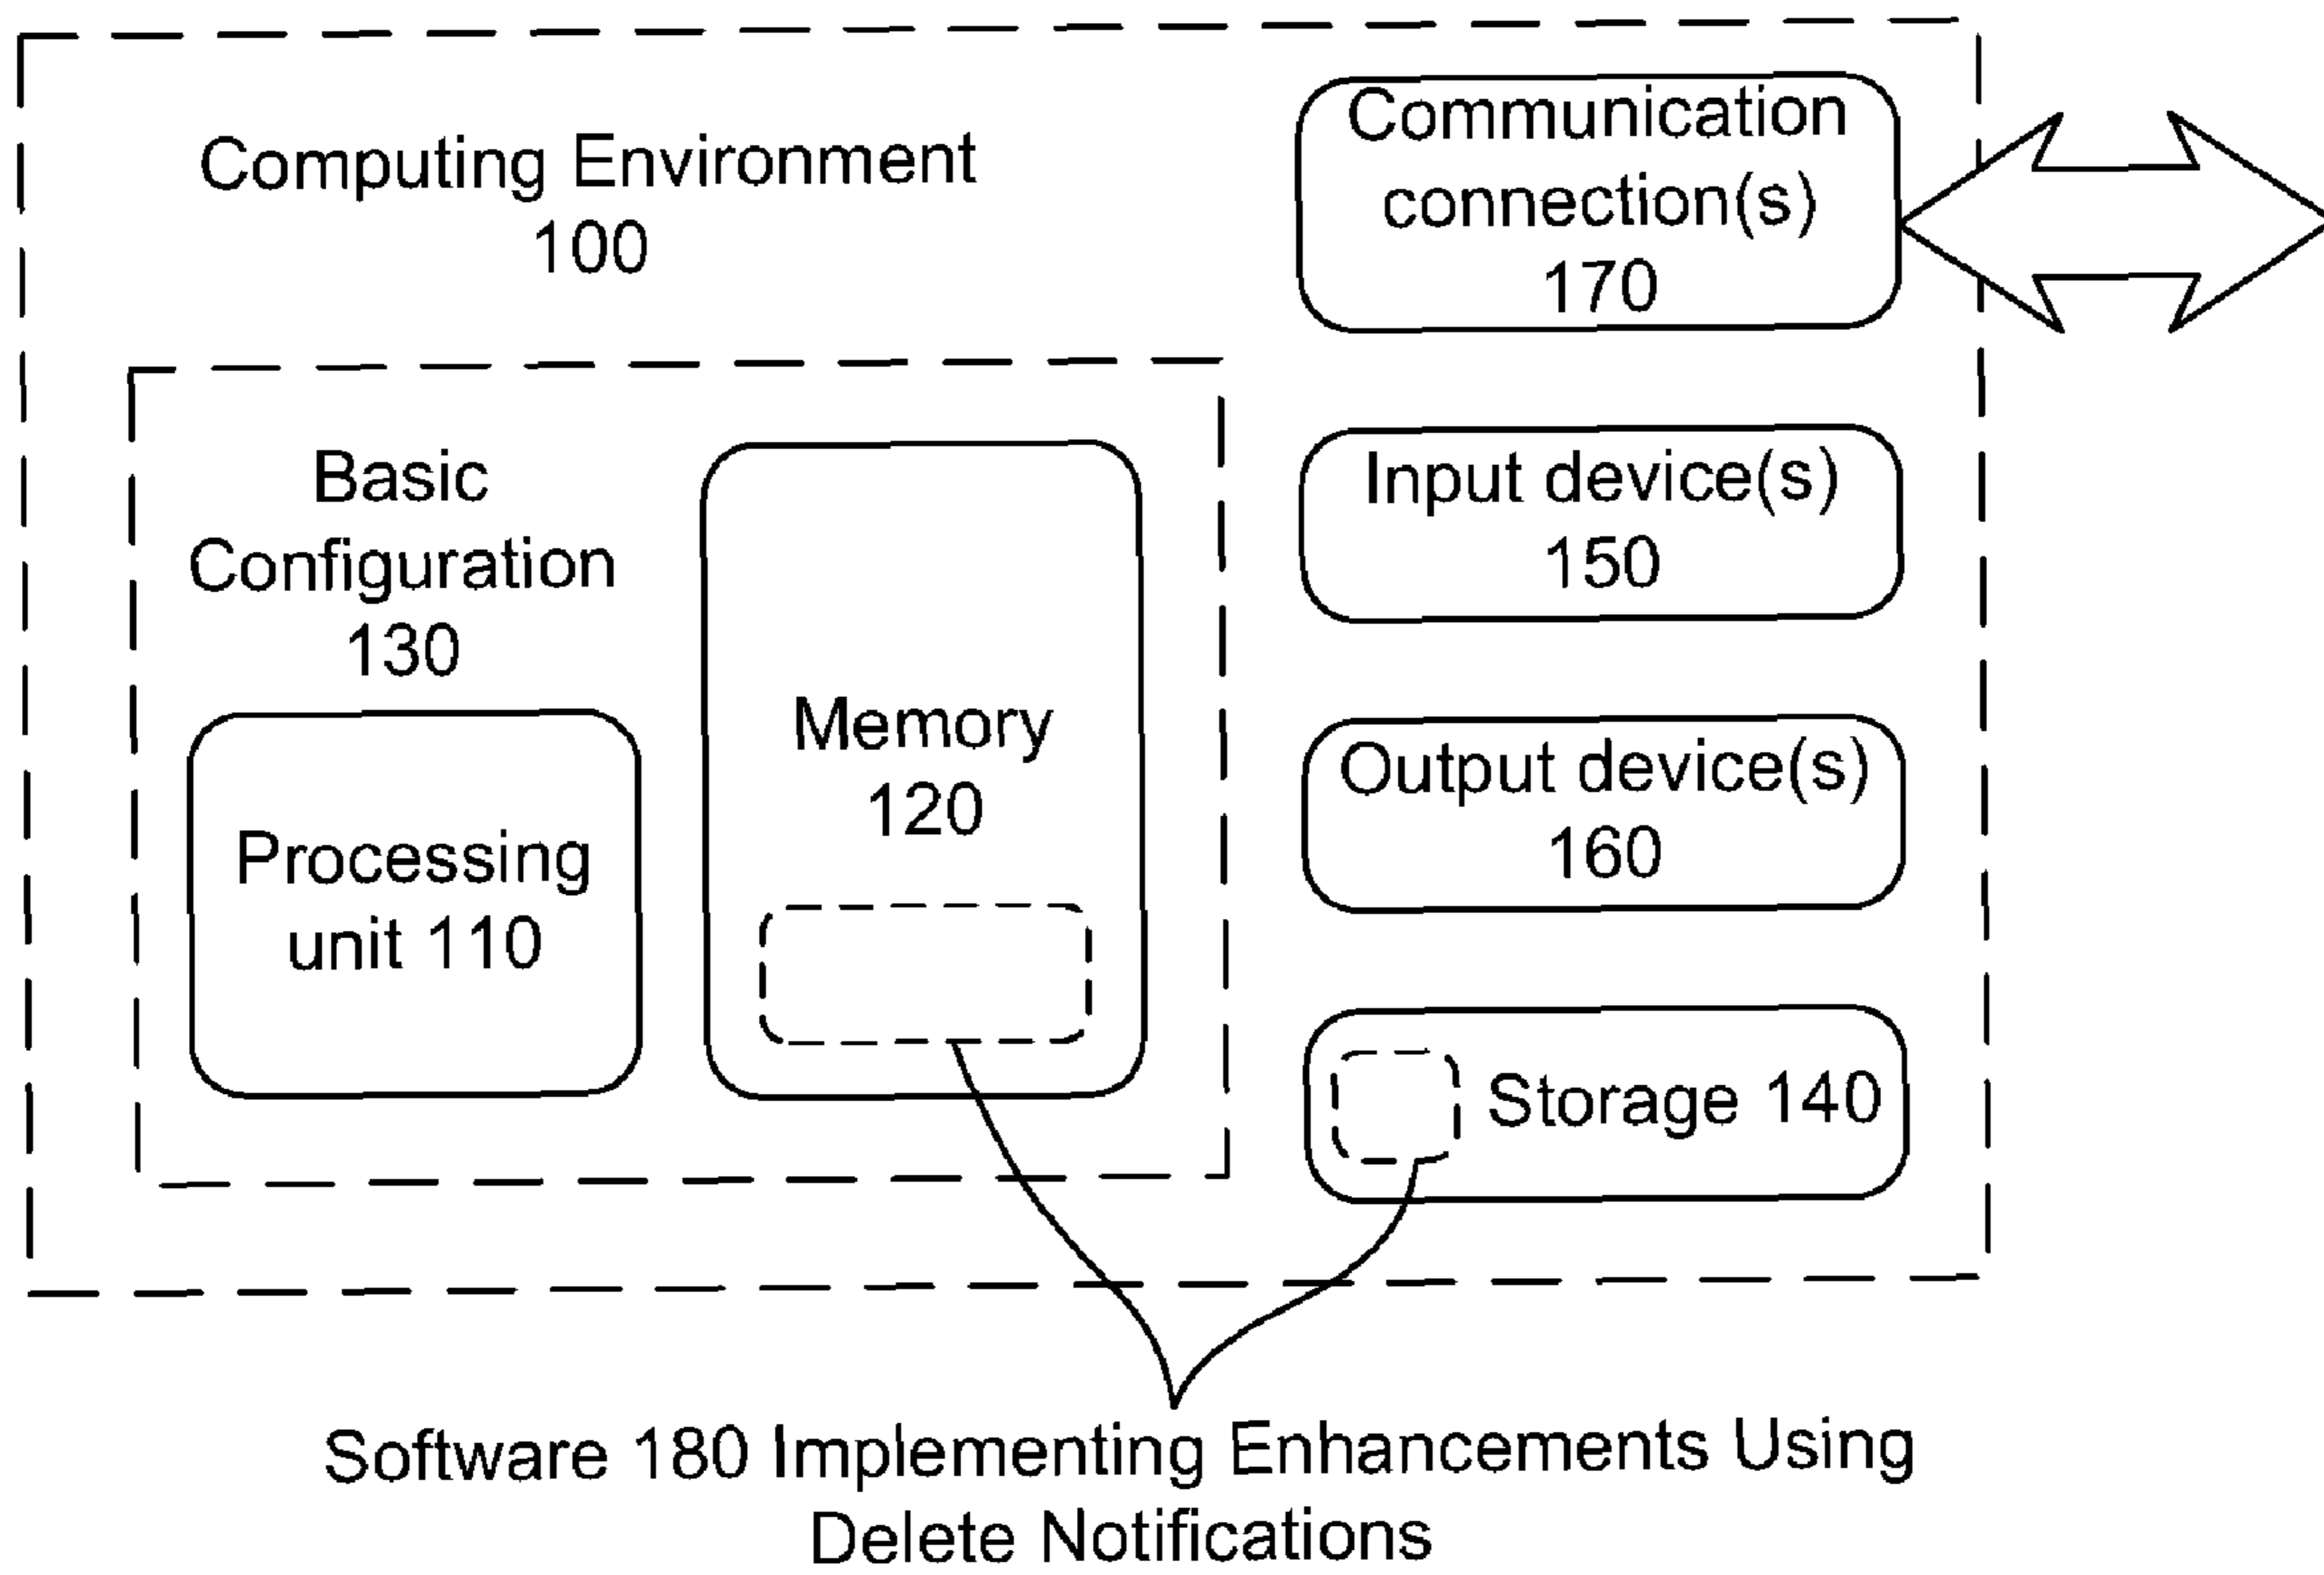 Computing Environment
100
Communication
connection(s)
170
Basic
Configuration
130
Processing
unit 110
Memory
120
Input device(s)
150
Output device(s)
160
Storage 140
Software 180 Implementing Enhancements Using
Delete Notifications